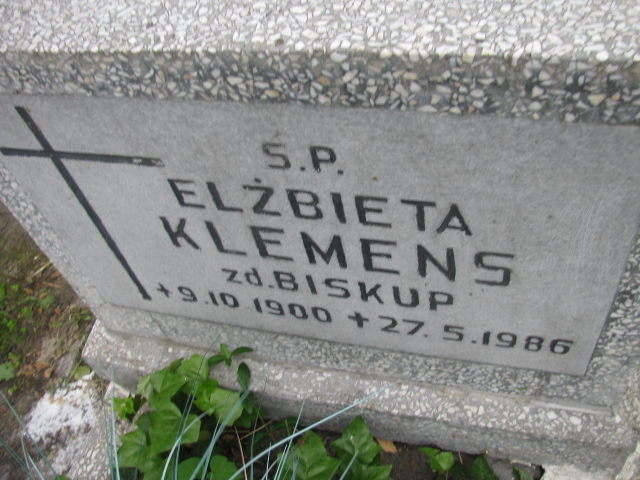 S.P.
ELŻBIETA
KLEMENS
zd.BISKUP
+9.10 1900 +27.5.1986